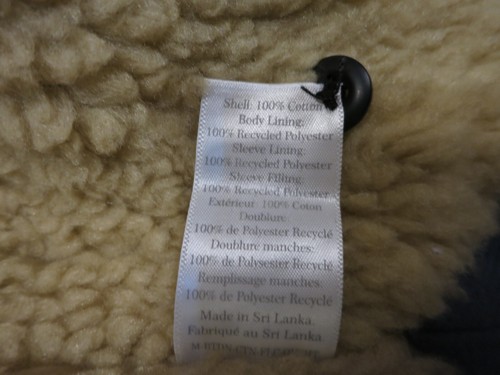 Shell: 100% Cotton
Body Lining:
100% Recycled Polyester
Sleeve Lining:
100% Recycled Polyester
Sleeve Filling:
100% Recycled Polyester
Extérieur: 100% Coton
Doublure:
100% de Polyester Recyclé
Doublure manches:
100% de Polysester Recyclé
Remplissage manches:
100% de Polyester Recyclé
Made in Sri Lanka.
Fabriqué au Sri Lanka